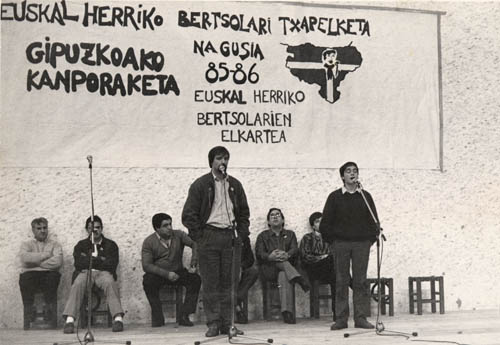 EUSKAL HERRIKO BERTSOLARI TXAPELKETA
NAGUSIA
85-86
GIPUZKOAKO
KANPORAKETA
EUSKAL HERRIKO
BERTSOLARIEN
ELKARTEA